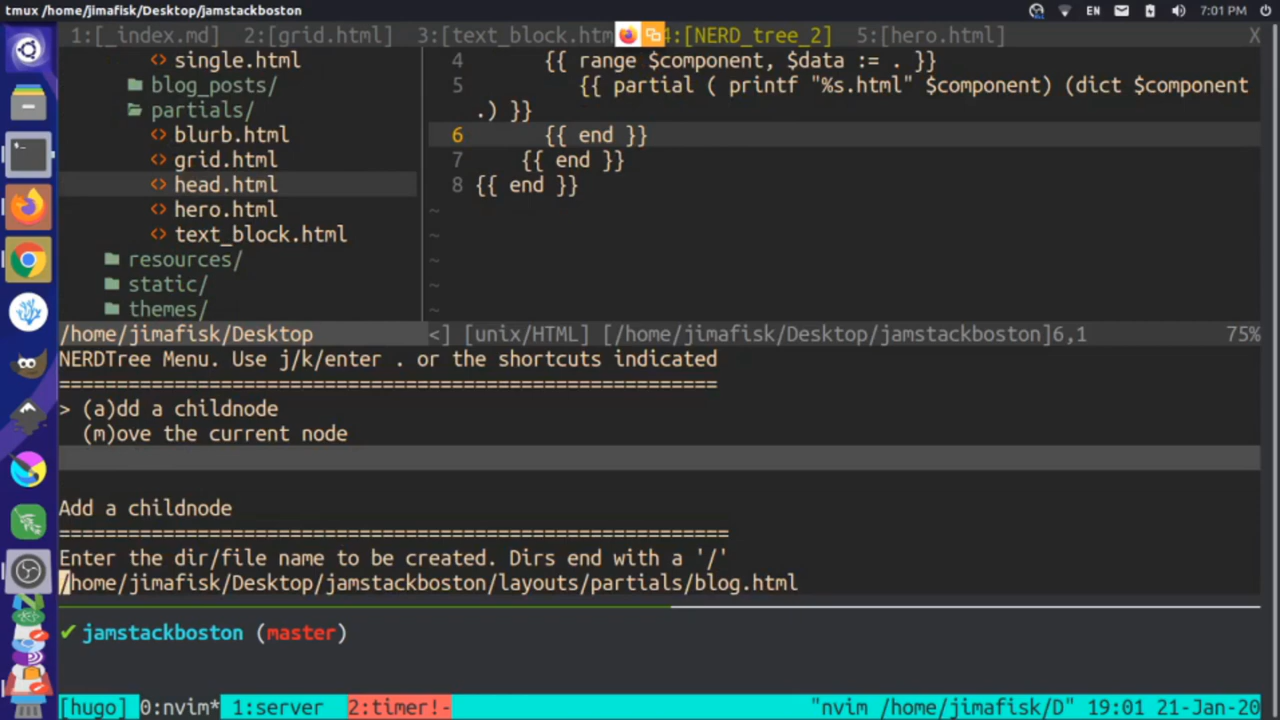 tmux /home/jimafisk/Desktop/jamstackboston
EN
7:01 PM
1:[_index.md] 2:[grid.html] 3:[text_block.htm 4:[NERD_tree_2] 5:[hero.html] X
single.html
blog_posts/
partials/
blurb.html
grid.html
head.html
hero.html
text_block.html
resources/
static/
themes/
4 {{ range $component, $data := . }}
5 {{ partial ( printf "%s.html" $component) (dict $component
.) }}
6 {{ end }}
7 {{ end }}
8 {{ end }}
~
~
~
~
~
/home/jimafisk/Desktop <] [unix/HTML] [/home/jimafisk/Desktop/jamstackboston]6,1 75%
NERDTree Menu. Use j/k/enter . or the shortcuts indicated
=========================================================
> (a)dd a childnode
(m)ove the current node
Add a childnode
==========================================================
Enter the dir/file name to be created. Dirs end with a '/'
/home/jimafisk/Desktop/jamstackboston/layouts/partials/blog.html
✔ jamstackboston (master)
[hugo] 0:nvim* 1:server 2:timer!- "nvim /home/jimafisk/D" 19:01 21-Jan-20